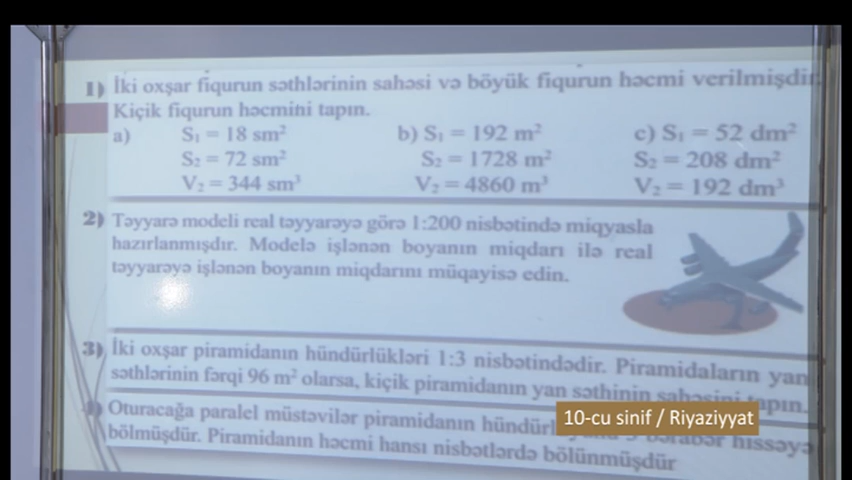 1) İki oxşar fiqurun səthlərinin sahəsi və böyük fiqurun həcmi verilmişdir.
Kiçik fiqurun həcmini tapın.
a) S₁ = 18 sm² b) S₁ = 192 m² c) S₁ = 52 dm²
S₂ = 72 sm² S₂ = 1728 m² S₂ = 208 dm²
V₂ = 344 sm³ V₂ = 4860 m³ V₂ = 192 dm³
2) Təyyarə modeli real təyyarəyə görə 1:200 nisbətində miqyasla
hazırlanmışdır. Modelə işlənən boyanın miqdarı ilə real
təyyarəyə işlənən boyanın miqdarını müqayisə edin.
3) İki oxşar piramidanın hündürlükləri 1:3 nisbətindədir. Piramidaların yan
səthlərinin fərqi 96 m² olarsa, kiçik piramidanın yan səthinin sahəsini tapın.
Oturacağa paralel müstəvilər piramidanın bərabər hissəyə
bölmüşdür. Piramidanın həcmi hansı nisbətlərdə bölünmüşdür
10-cu sinif / Riyaziyyat